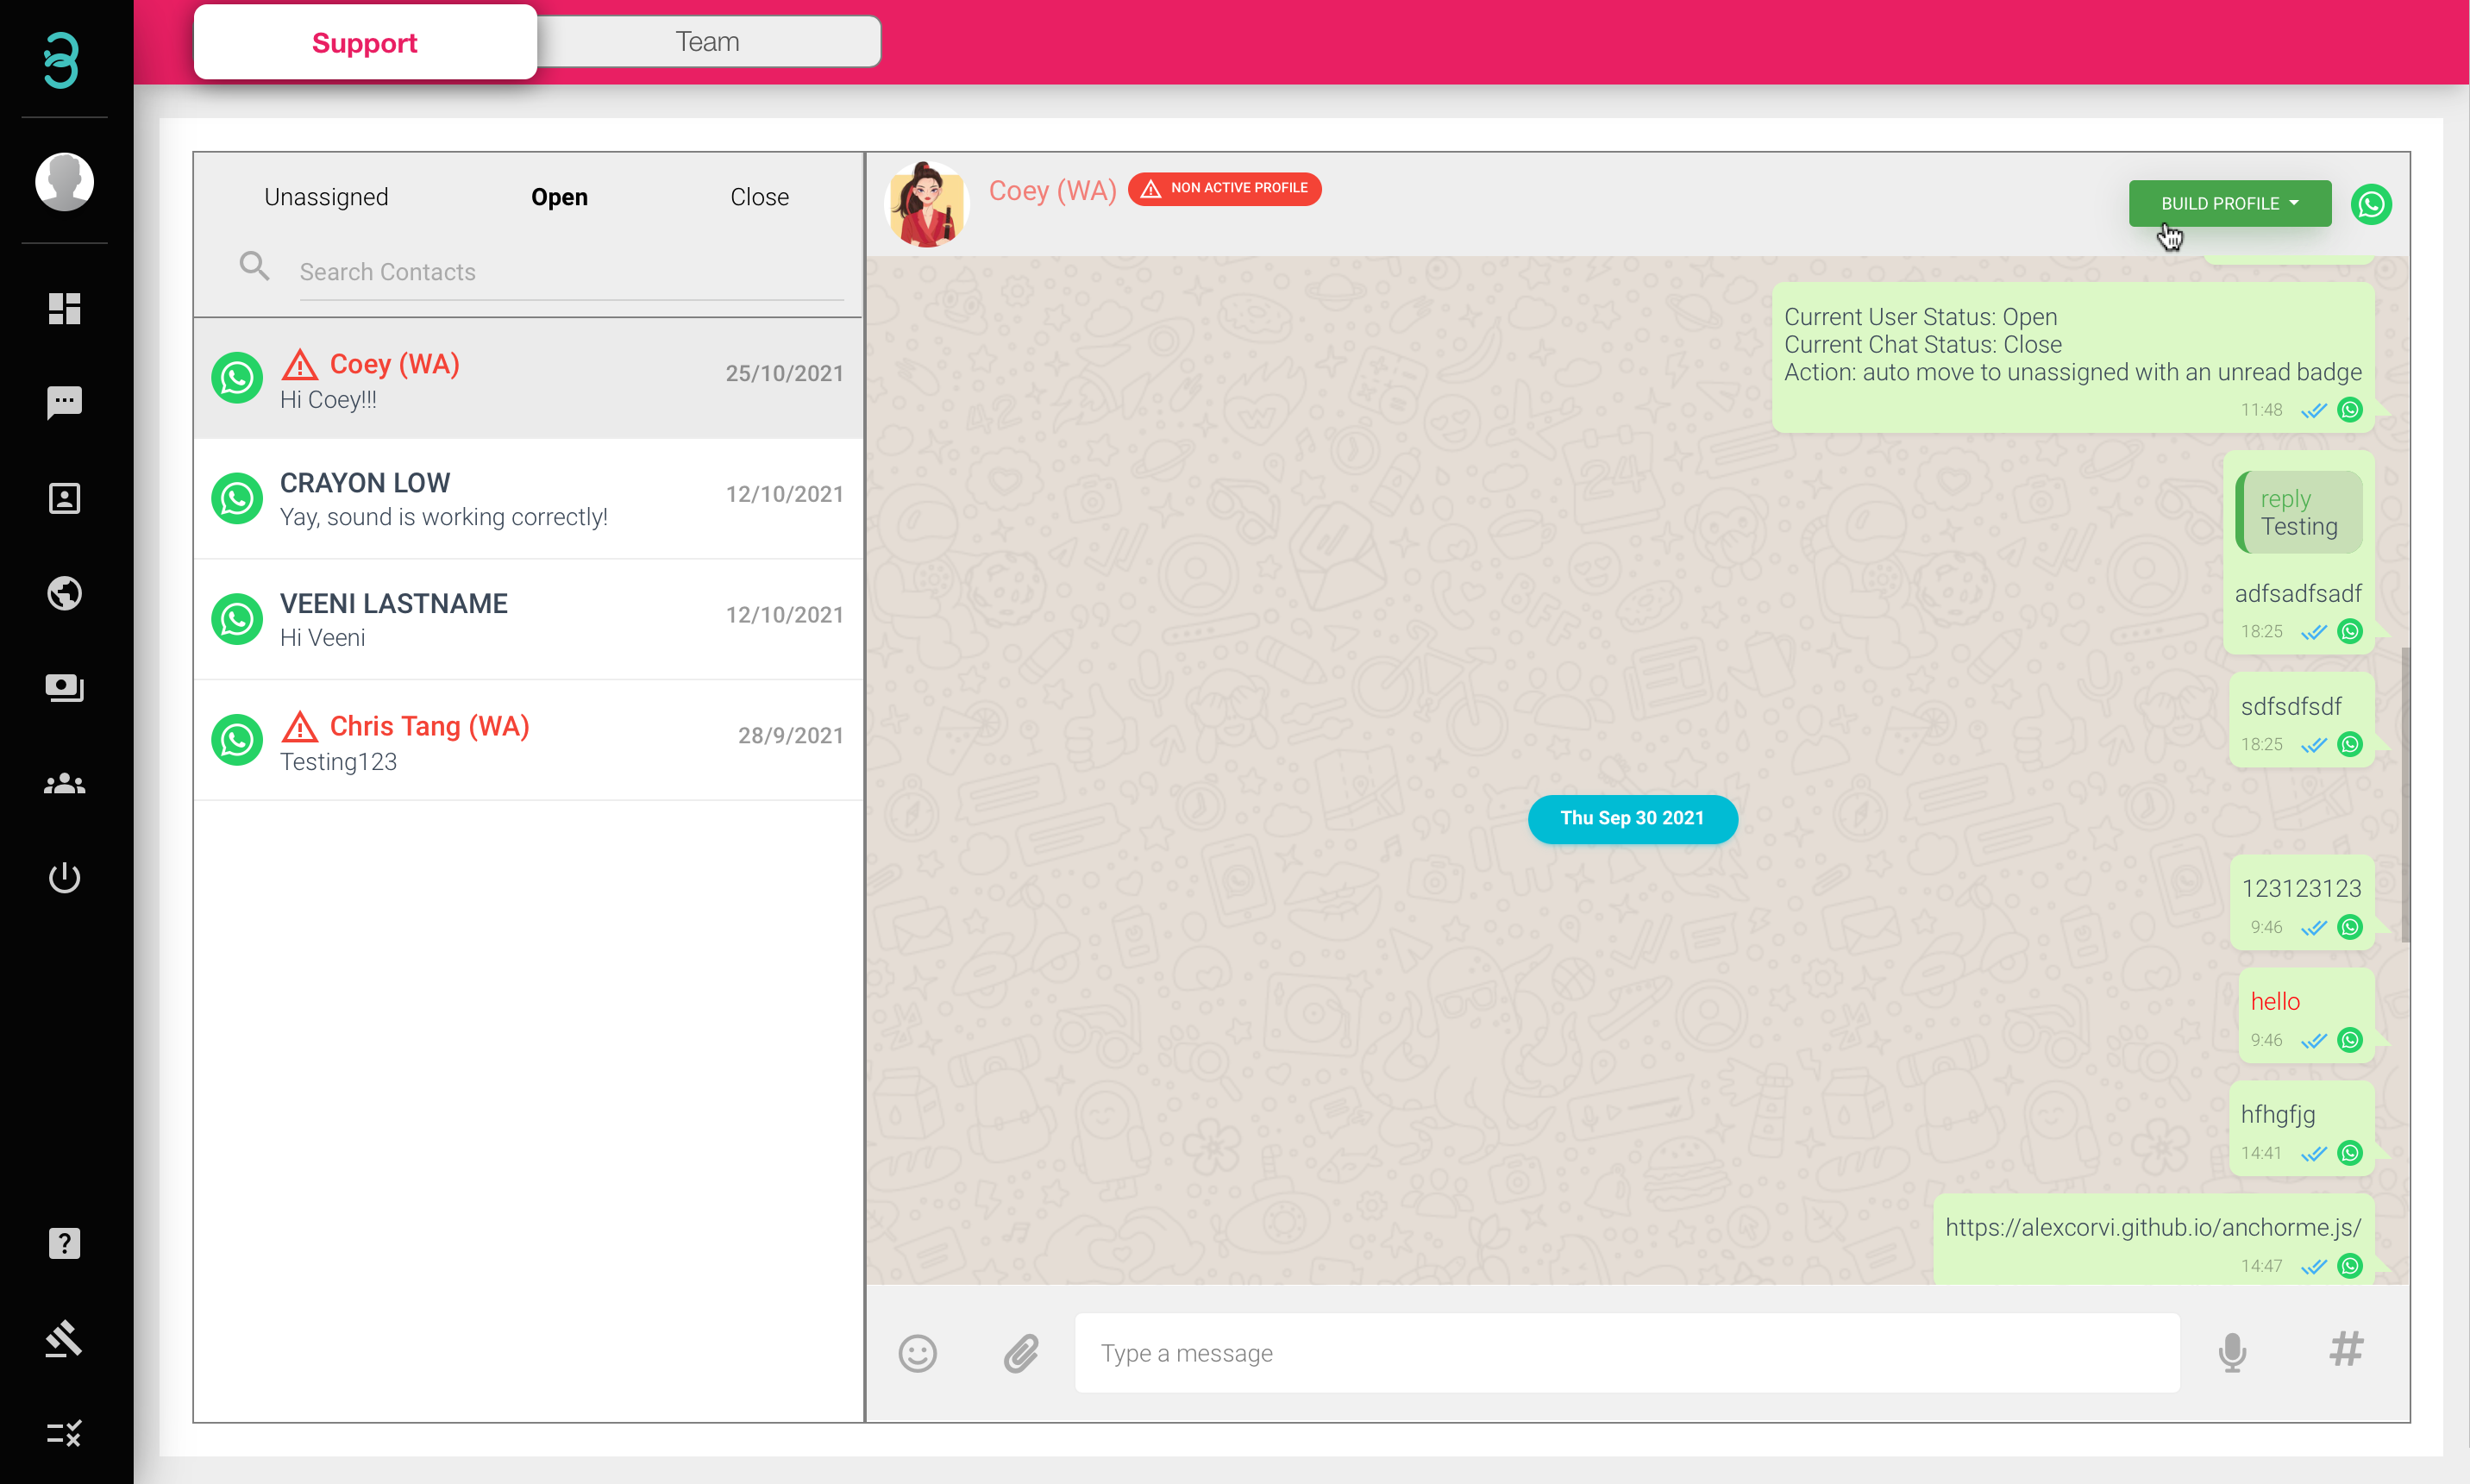 Support
Team
Unassigned
Open
Close
Search Contacts
Coey (WA)
25/10/2021
Hi Coey!!!
CRAYON LOW
12/10/2021
Yay, sound is working correctly!
VEENI LASTNAME
12/10/2021
Hi Veeni
Chris Tang (WA)
28/9/2021
Testing123
Coey (WA)
NON ACTIVE PROFILE
BUILD PROFILE
Current User Status: Open
Current Chat Status: Close
Action: auto move to unassigned with an unread badge
11:48
reply
Testing
adfsadfsadf
18:25
sdfsdfsdf
18:25
Thu Sep 30 2021
123123123
9:46
hello
9:46
hfhgfjg
14:41
https://alexcorvi.github.io/anchorme.js/
14:47
Type a message
#